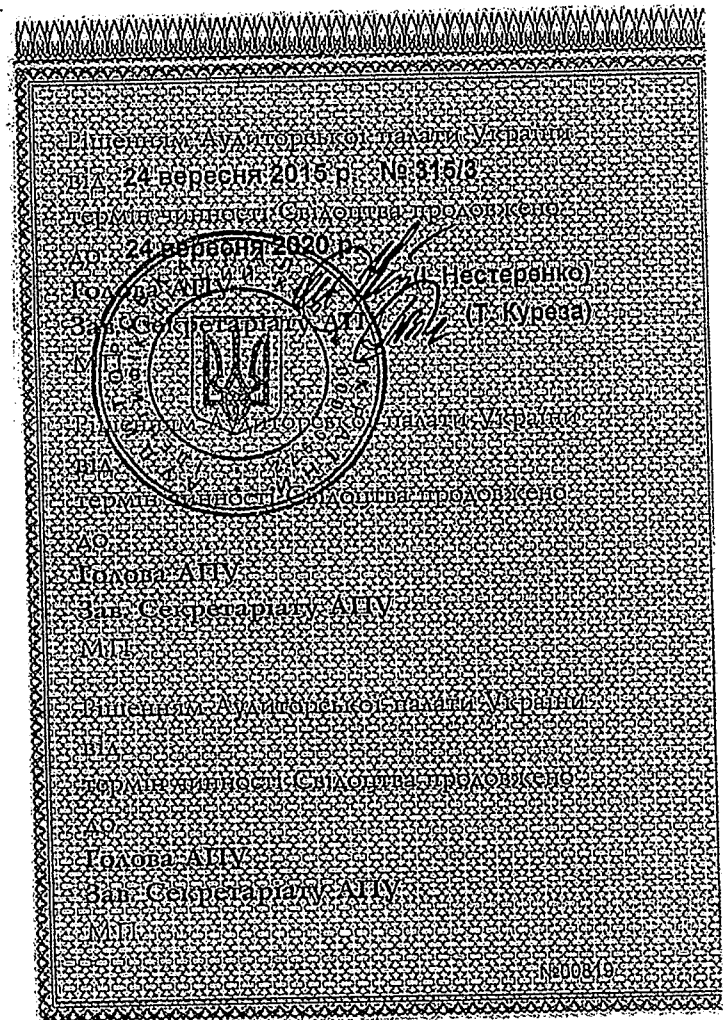 Рішенням Аудиторської палати України
від 24 вересня 2015 р. № 315/3
термін чинності Свідоцтва продовжено
до 24 вересня 2020 р.
Голова АПУ (І. Нестеренко)
Зав. Секретаріату АПУ (Т. Куреза)
М.П.
Рішенням Аудиторської палати України
від
термін чинності Свідоцтва продовжено
до
Голова АПУ
Зав. Секретаріату АПУ
М.П.
Рішенням Аудиторської палати України
від
термін чинності Свідоцтва продовжено
до
Голова АПУ
Зав. Секретаріату АПУ
М.П.
№00819